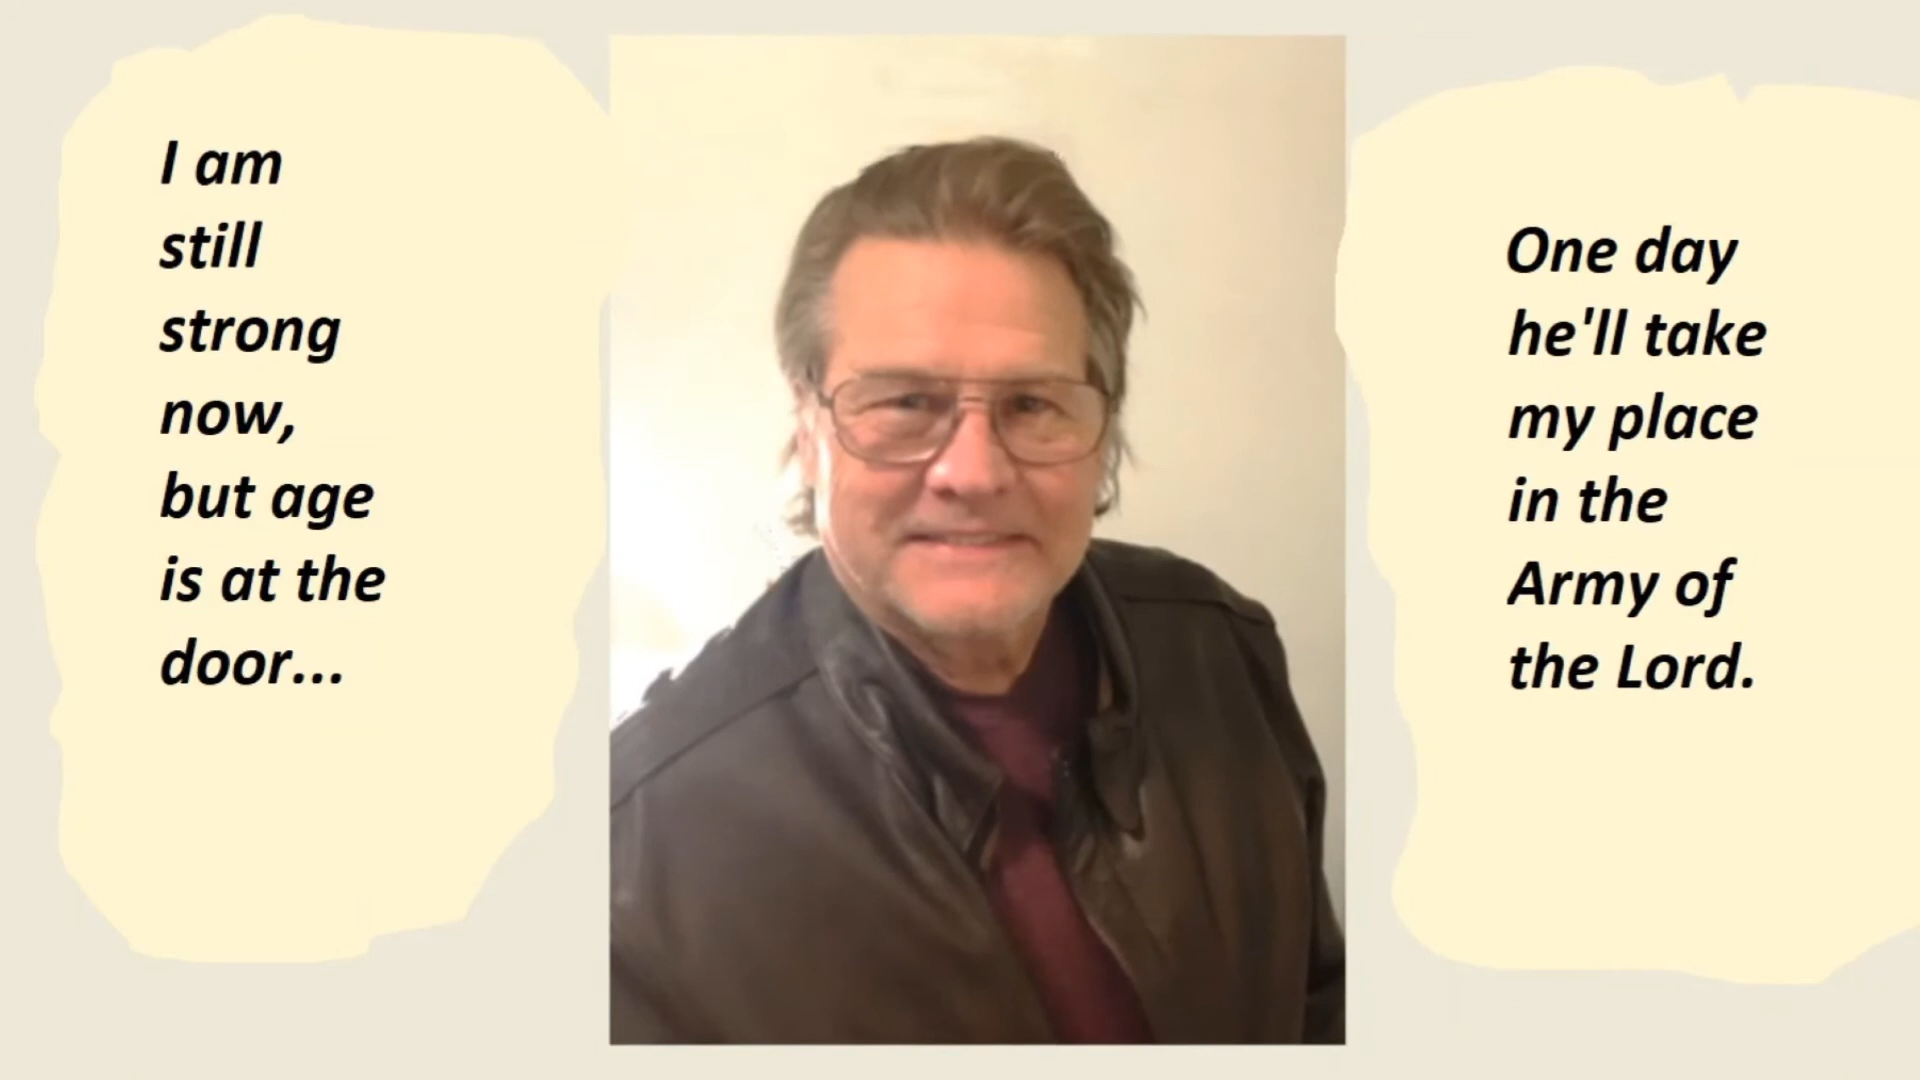 I am
still
strong
now,
but age
is at the
door...
One day
he'll take
my place
in the
Army of
the Lord.